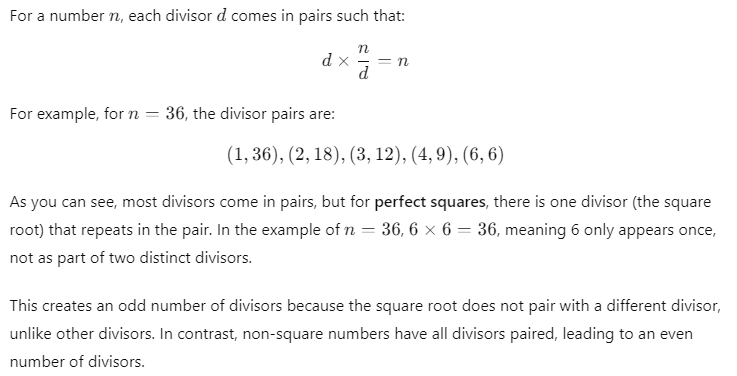 For a number n, each divisor d comes in pairs such that:
d × n/d = n
For example, for n = 36, the divisor pairs are:
(1, 36), (2, 18), (3, 12), (4, 9), (6, 6)
As you can see, most divisors come in pairs, but for perfect squares, there is one divisor (the square
root) that repeats in the pair. In the example of n = 36, 6 × 6 = 36, meaning 6 only appears once,
not as part of two distinct divisors.
This creates an odd number of divisors because the square root does not pair with a different divisor,
unlike other divisors. In contrast, non-square numbers have all divisors paired, leading to an even
number of divisors.